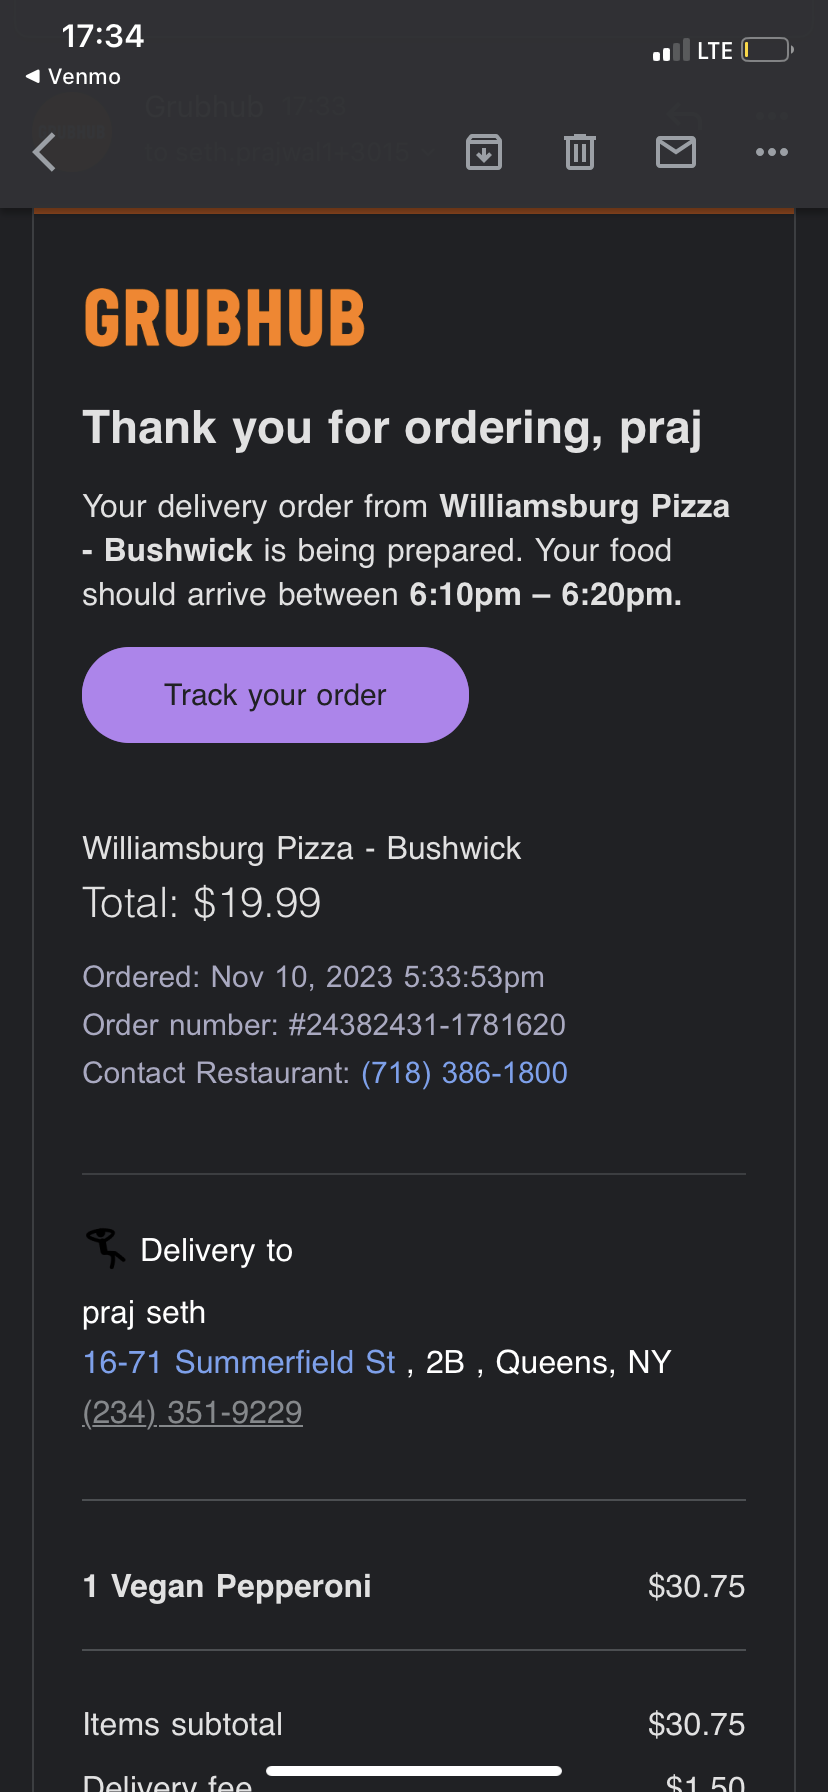 17:34
LTE
◀ Venmo
Grubhub 17:33
GRUBHUB
Thank you for ordering, praj
Your delivery order from Williamsburg Pizza
- Bushwick is being prepared. Your food
should arrive between 6:10pm – 6:20pm.
Track your order
Williamsburg Pizza - Bushwick
Total: $19.99
Ordered: Nov 10, 2023 5:33:53pm
Order number: #24382431-1781620
Contact Restaurant: (718) 386-1800
Delivery to
praj seth
16-71 Summerfield St , 2B , Queens, NY
(234) 351-9229
1 Vegan Pepperoni $30.75
Items subtotal $30.75
Delivery fee $1.50